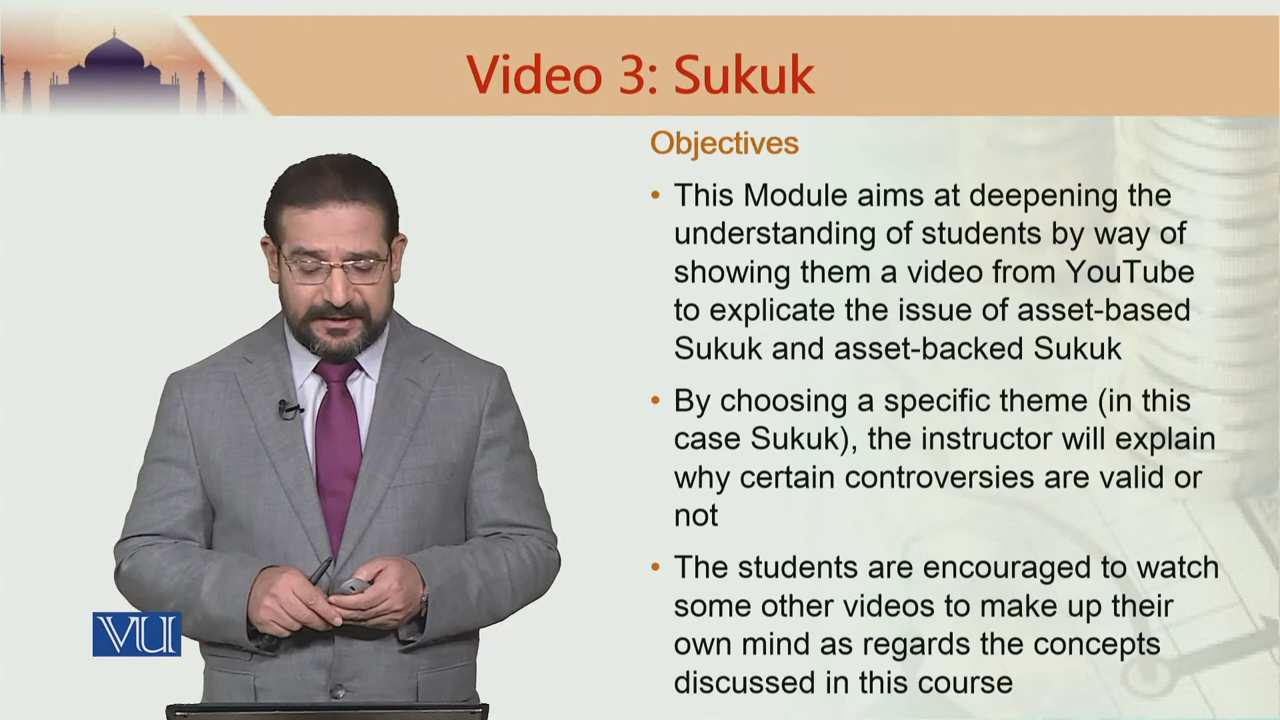 Video 3: Sukuk
Objectives
• This Module aims at deepening the
understanding of students by way of
showing them a video from YouTube
to explicate the issue of asset-based
Sukuk and asset-backed Sukuk
• By choosing a specific theme (in this
case Sukuk), the instructor will explain
why certain controversies are valid or
not
• The students are encouraged to watch
some other videos to make up their
own mind as regards the concepts
discussed in this course
VU